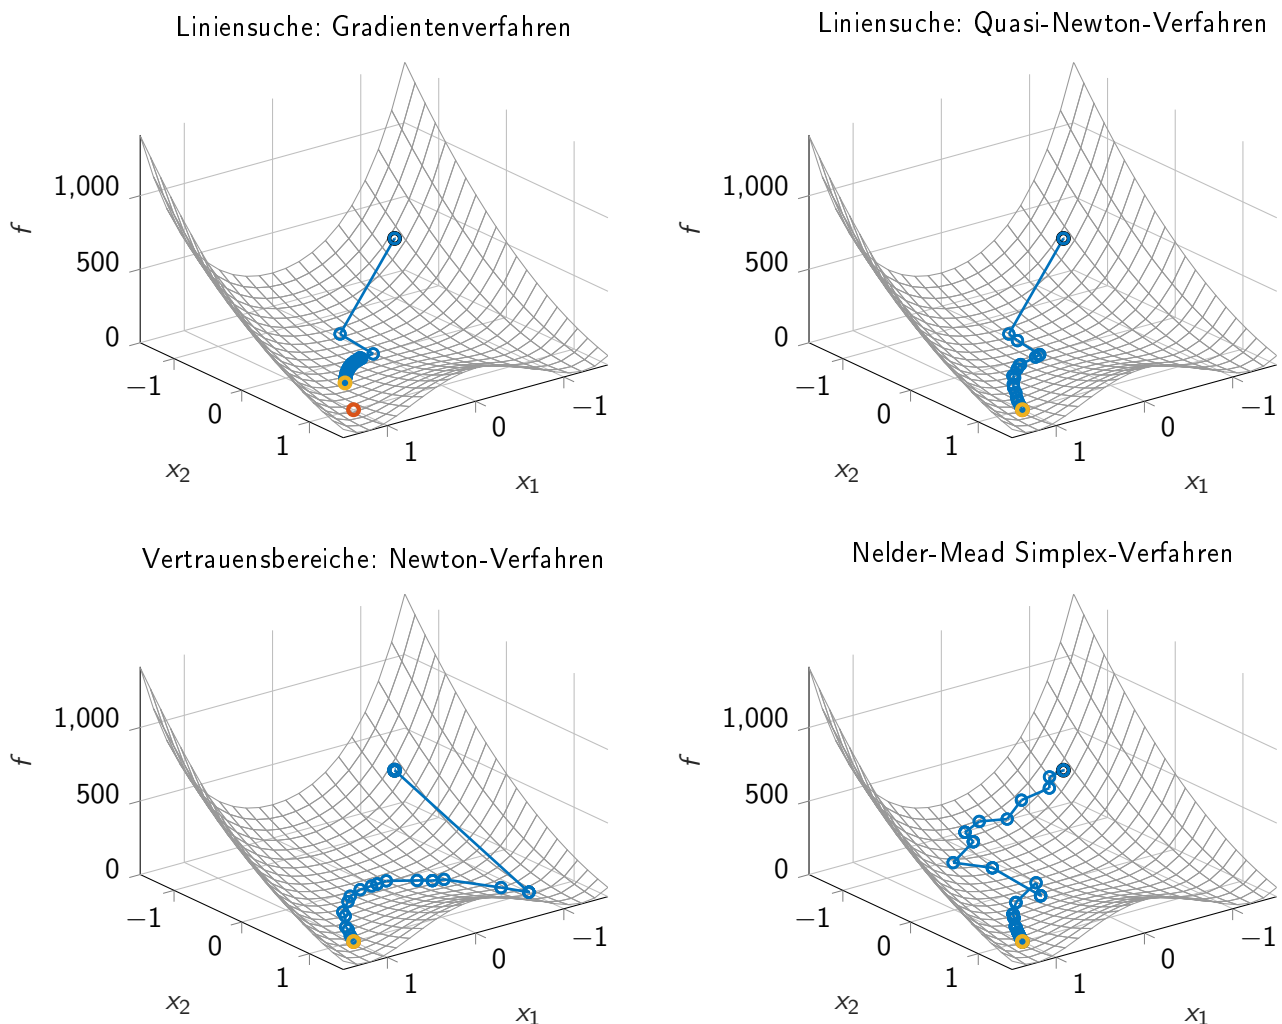 Liniensuche: Gradientenverfahren
1,000
500
0
f
−1
0
1
x2
1
0
−1
x1
Liniensuche: Quasi-Newton-Verfahren
1,000
500
0
f
−1
0
1
x2
1
0
−1
x1
Vertrauensbereiche: Newton-Verfahren
1,000
500
0
f
−1
0
1
x2
1
0
−1
x1
Nelder-Mead Simplex-Verfahren
1,000
500
0
f
−1
0
1
x2
1
0
−1
x1